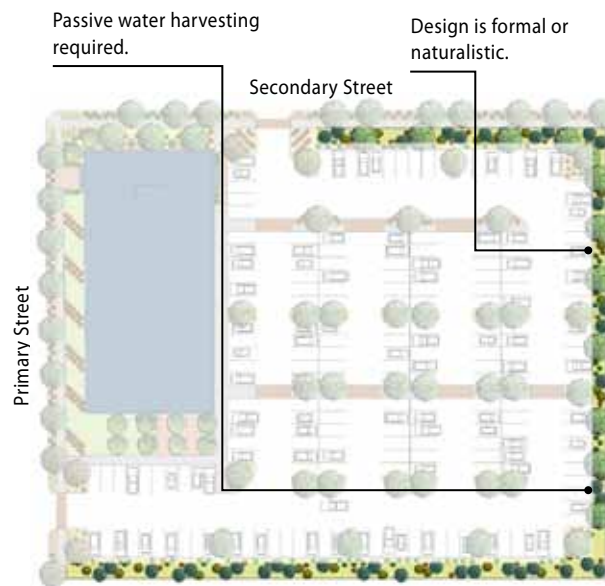 Passive water harvesting
required.
Design is formal or
naturalistic.
Secondary Street
Primary Street